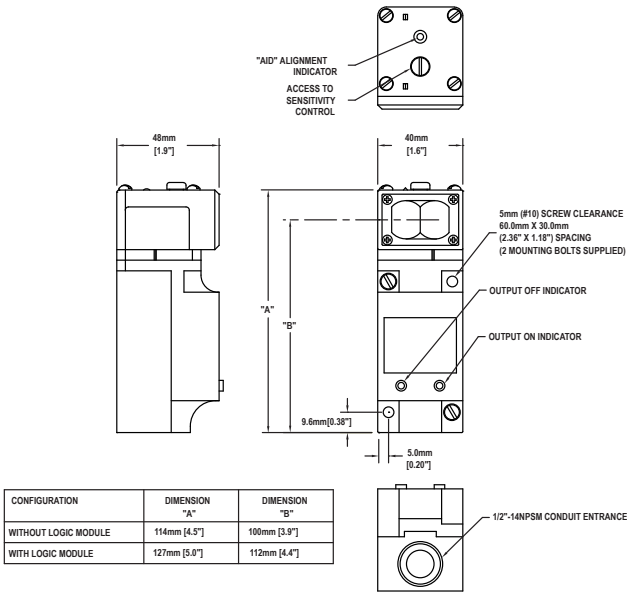 "AID" ALIGNMENT
INDICATOR
ACCESS TO
SENSITIVITY
CONTROL
48mm
[1.9"]
40mm
[1.6"]
5mm (#10) SCREW CLEARANCE
60.0mm X 30.0mm
(2.36" X 1.18") SPACING
(2 MOUNTING BOLTS SUPPLIED)
OUTPUT OFF INDICATOR
"A"
"B"
OUTPUT ON INDICATOR
9.6mm[0.38"]
5.0mm
[0.20"]
CONFIGURATION DIMENSION "A" DIMENSION "B"
WITHOUT LOGIC MODULE 114mm [4.5"] 100mm [3.9"]
WITH LOGIC MODULE 127mm [5.0"] 112mm [4.4"]
1/2"-14NPSM CONDUIT ENTRANCE